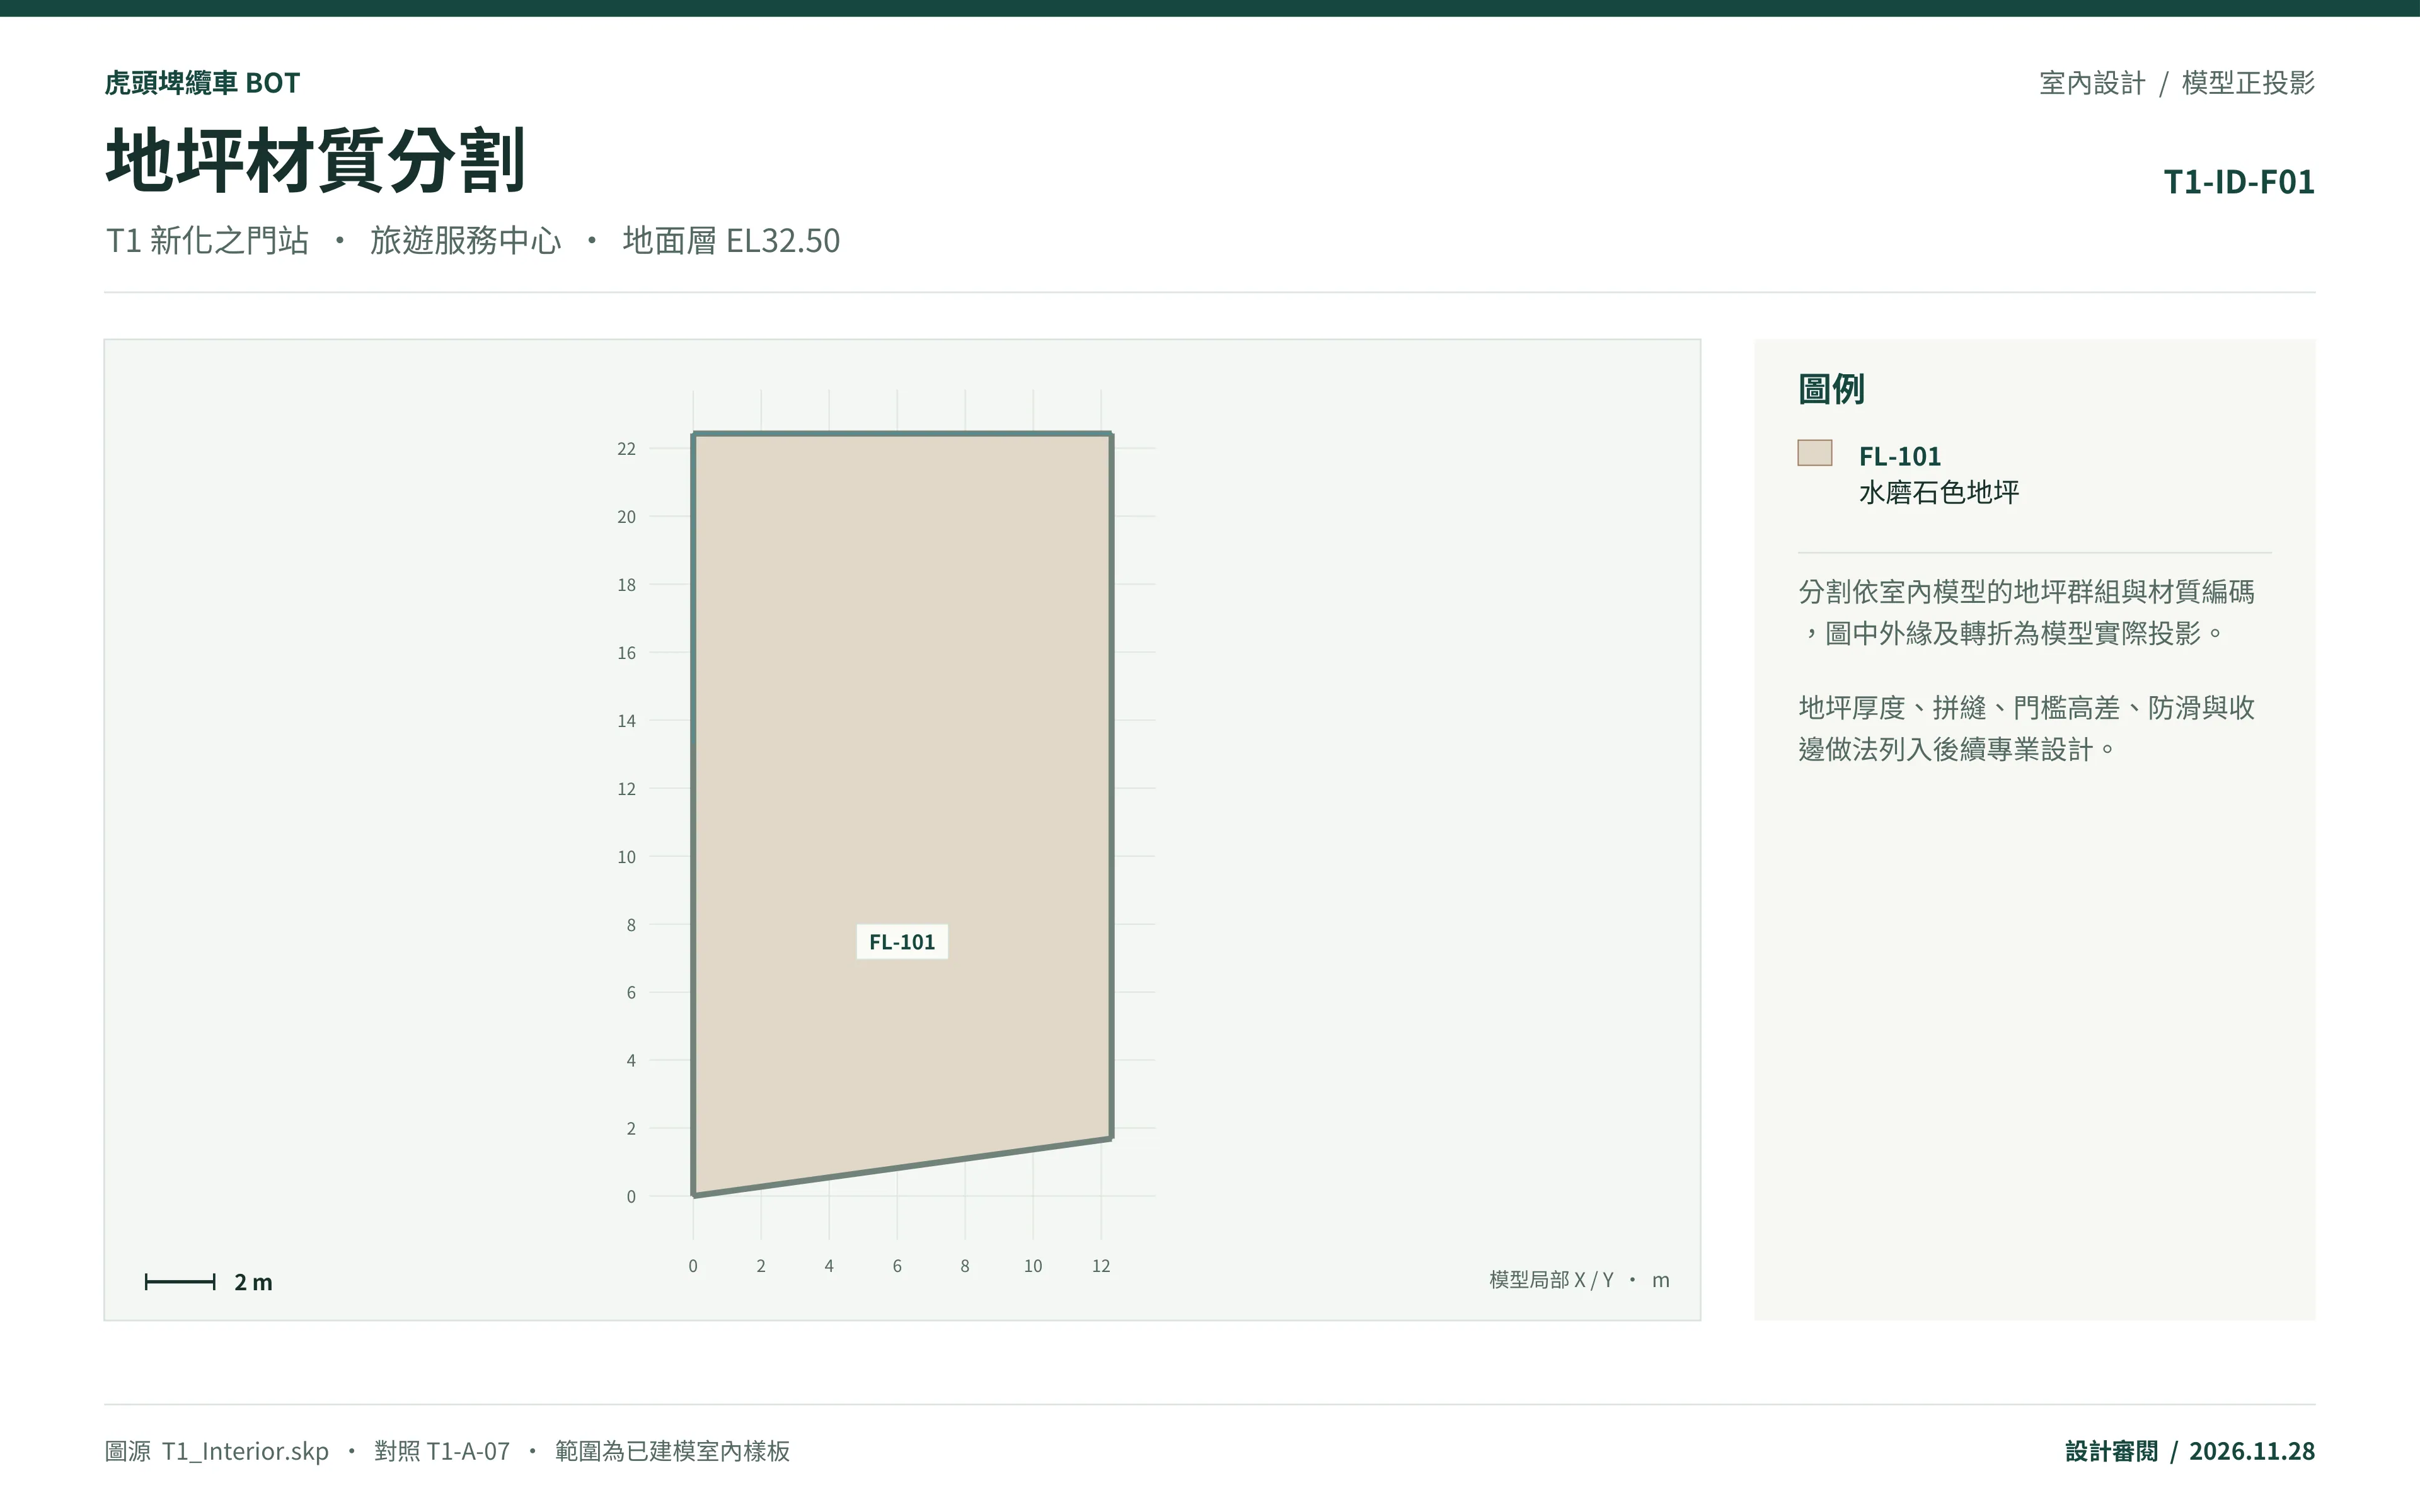 虎頭埤纜車 BOT
室內設計 / 模型正投影
地坪材質分割
T1-ID-F01
T1 新化之門站 ・ 旅遊服務中心 ・ 地面層 EL32.50
22
20
18
16
14
12
10
8
6
4
2
0
FL-101
0 2 4 6 8 10 12
2 m
模型局部 X / Y ・ m
圖例
FL-101
水磨石色地坪
分割依室內模型的地坪群組與材質編碼
，圖中外緣及轉折為模型實際投影。
地坪厚度、拼縫、門檻高差、防滑與收
邊做法列入後續專業設計。
圖源 T1_Interior.skp ・ 對照 T1-A-07 ・ 範圍為已建模室內樣板
設計審閱 / 2026.11.28